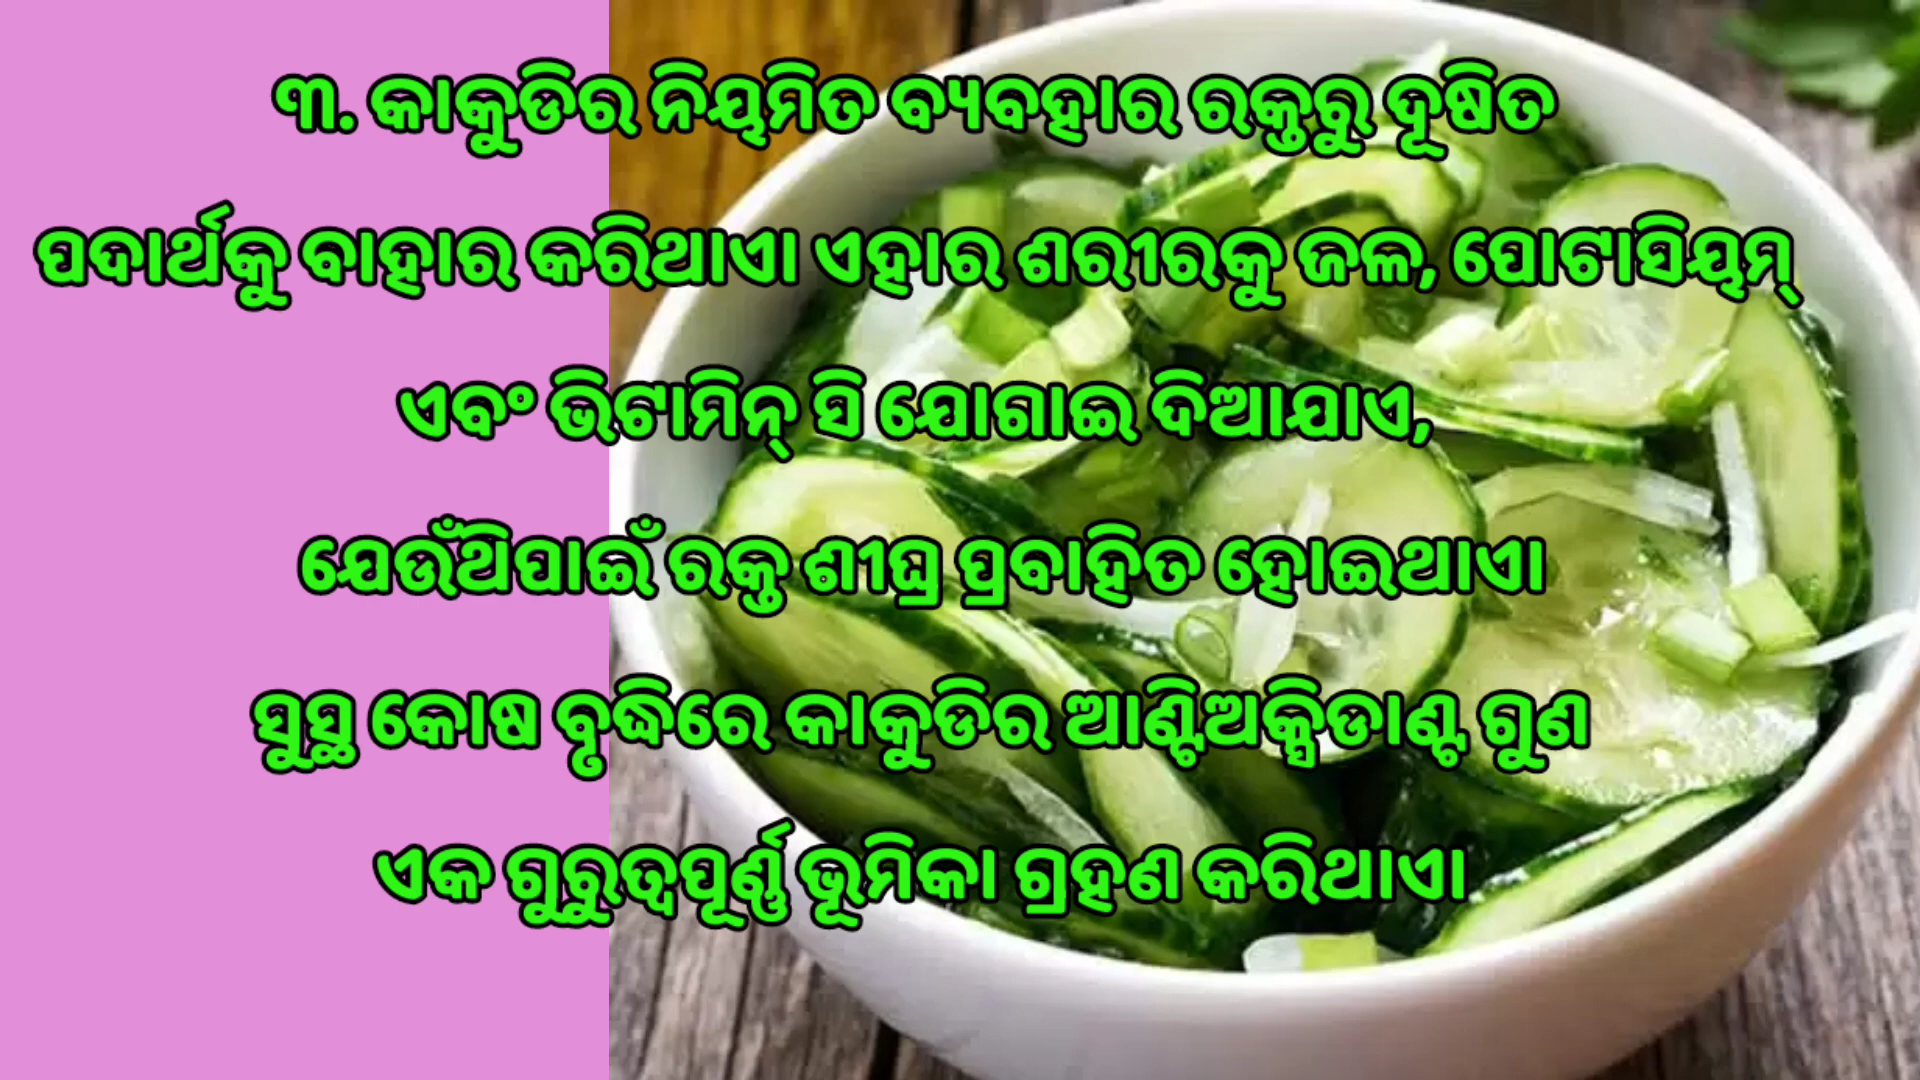 ୩. କାକୁଡିର ନିୟମିତ ବ୍ୟବହାର ରକ୍ତରୁ ଦୂଷିତ
ପଦାର୍ଥକୁ ବାହାର କରିଥାଏ। ଏହାର ଶରୀରକୁ ଜଳ, ପୋଟାସିୟମ୍
ଏବଂ ଭିଟାମିନ୍ ସି ଯୋଗାଇ ଦିଆଯାଏ,
ଯେଉଁଥିପାଇଁ ରକ୍ତ ଶୀଘ୍ର ପ୍ରବାହିତ ହୋଇଥାଏ।
ସୁସ୍ଥ କୋଷ ବୃଦ୍ଧିରେ କାକୁଡିର ଆଣ୍ଟିଅକ୍ସିଡାଣ୍ଟ ଗୁଣ
ଏକ ଗୁରୁତ୍ୱପୂର୍ଣ୍ଣ ଭୂମିକା ଗ୍ରହଣ କରିଥାଏ।